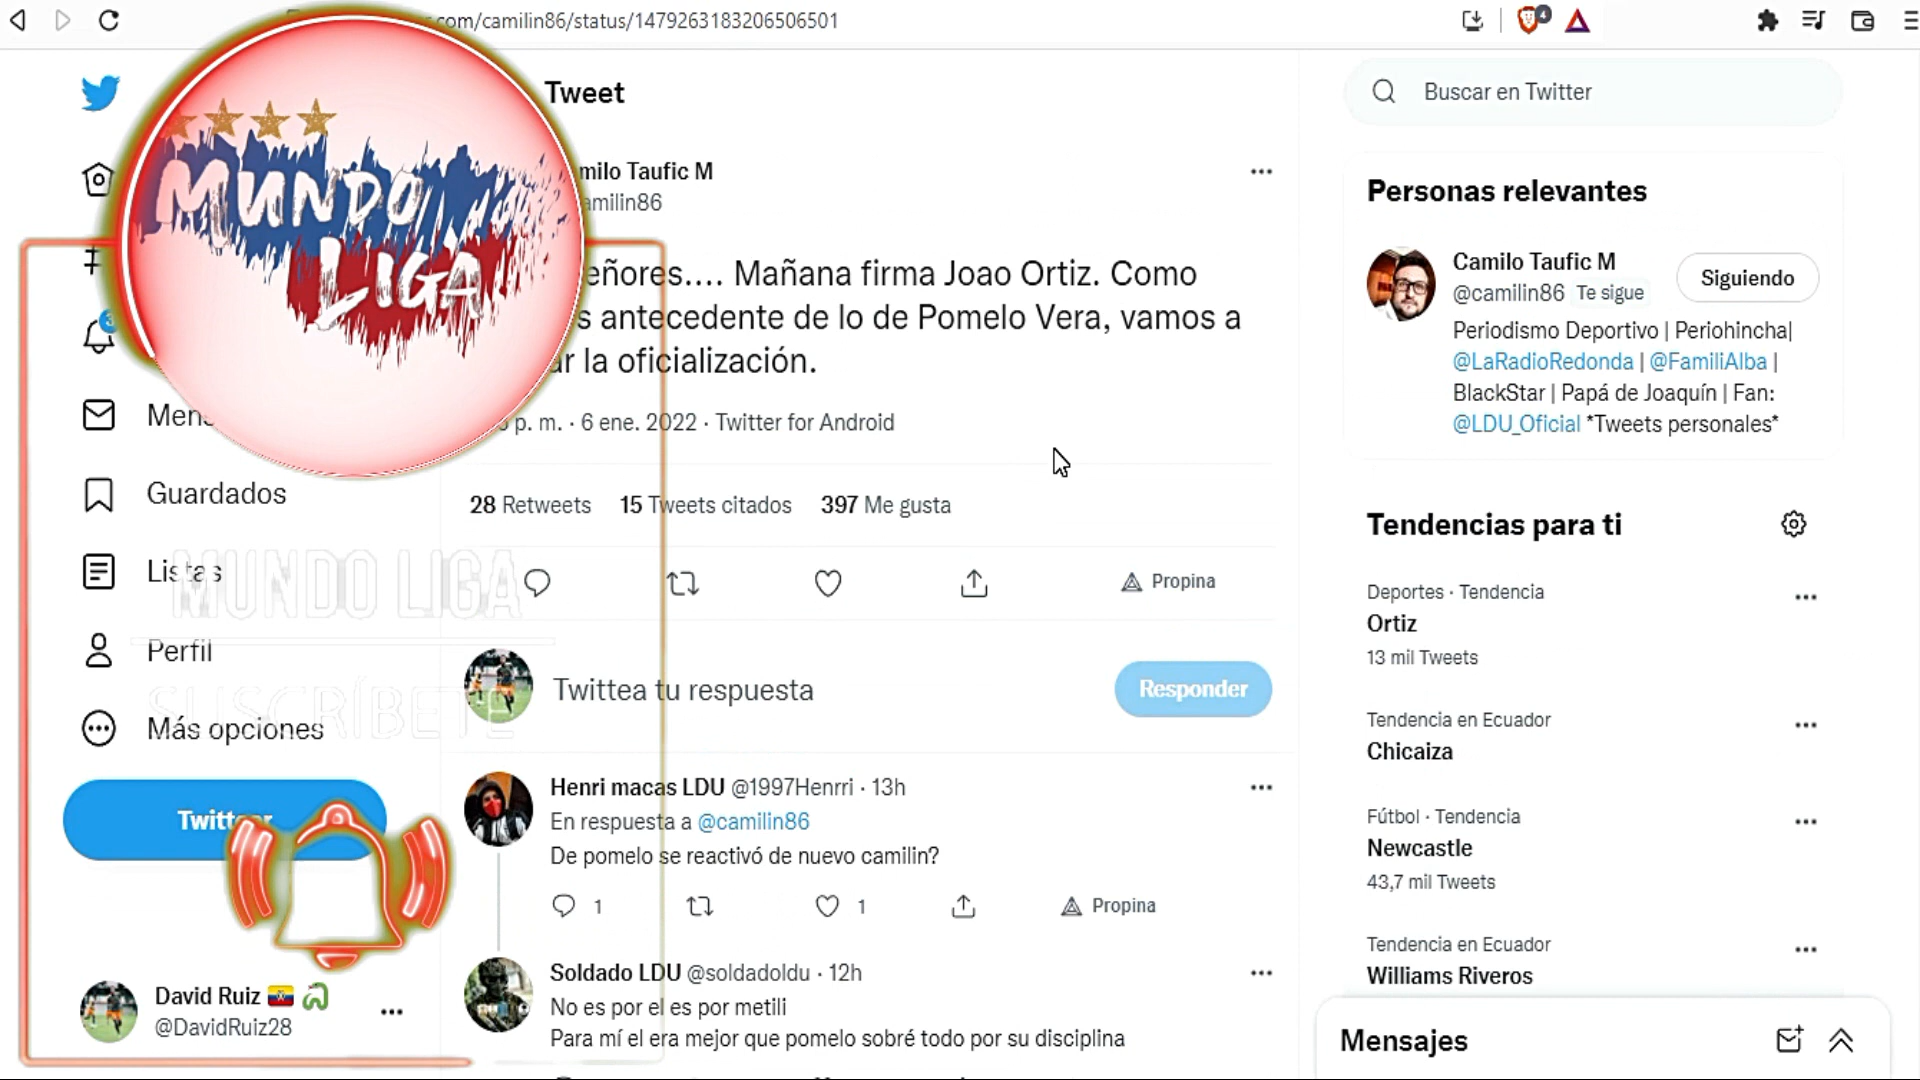 com/camilin86/status/1479263183206506501
4
Tweet
Buscar en Twitter
MUNDO
LIGA
milo Taufic M
amilin86
eñores.... Mañana firma Joao Ortiz. Como
s antecedente de lo de Pomelo Vera, vamos a
ar la oficialización.
p. m. · 6 ene. 2022 · Twitter for Android
28 Retweets 15 Tweets citados 397 Me gusta
Propina
Guardados
Listas
MUNDO LIGA
Perfil
SUSCRÍBETE
Más opciones
Twittear
Twittea tu respuesta
Responder
Henri macas LDU @1997Henrri · 13h
En respuesta a @camilin86
De pomelo se reactivó de nuevo camilin?
1 1 Propina
Soldado LDU @soldadoldu · 12h
No es por el es por metili
Para mí el era mejor que pomelo sobré todo por su disciplina
David Ruiz
@DavidRuiz28
Personas relevantes
Camilo Taufic M
@camilin86 Te sigue
Siguiendo
Periodismo Deportivo | Periohincha|
@LaRadioRedonda | @FamiliAlba |
BlackStar | Papá de Joaquín | Fan:
@LDU_Oficial *Tweets personales*
Tendencias para ti
Deportes · Tendencia
Ortiz
13 mil Tweets
Tendencia en Ecuador
Chicaiza
Fútbol · Tendencia
Newcastle
43,7 mil Tweets
Tendencia en Ecuador
Williams Riveros
Mensajes